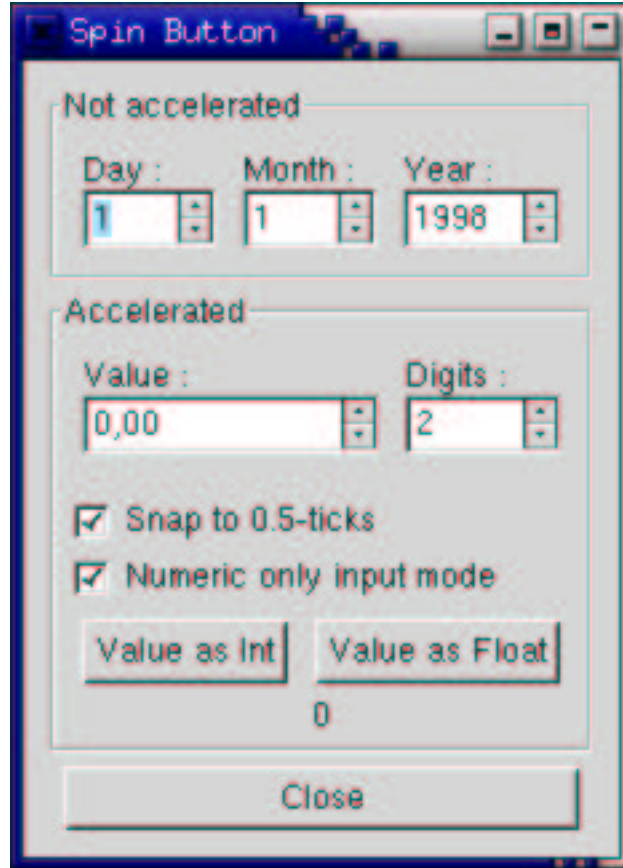 Spin Button
Not accelerated
Day : Month : Year :
1 1 1998
Accelerated
Value : Digits :
0,00 2
Snap to 0.5-ticks
Numeric only input mode
Value as Int Value as Float
0
Close